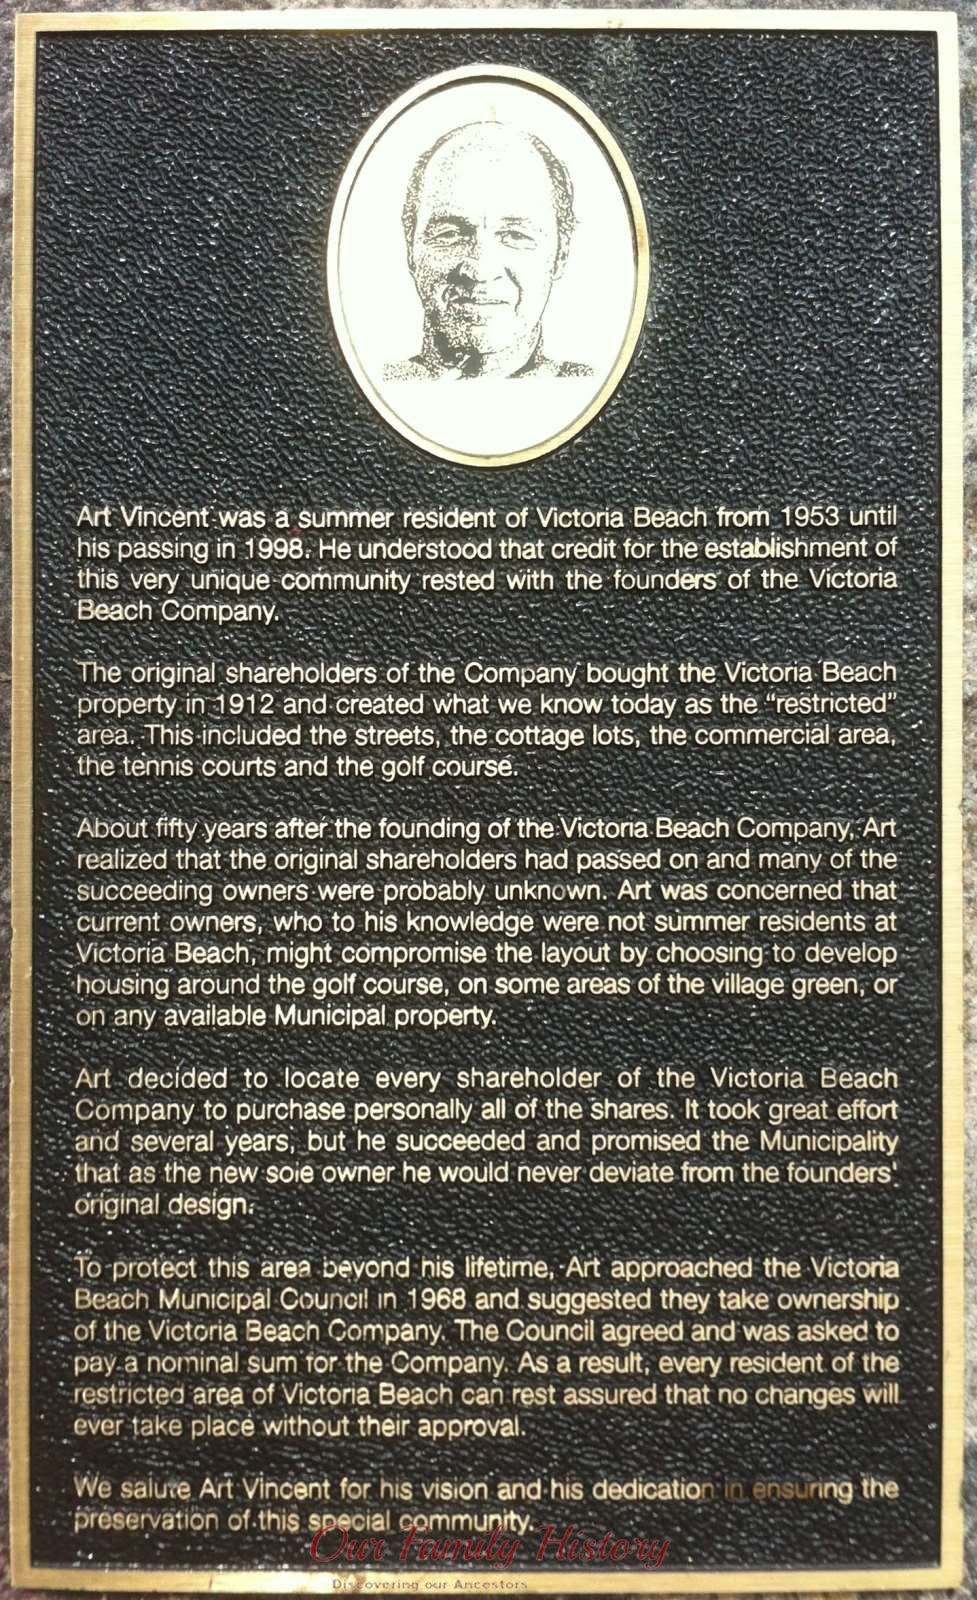 Art Vincent was a summer resident of Victoria Beach from 1953 until
his passing in 1998. He understood that credit for the establishment of
this very unique community rested with the founders of the Victoria
Beach Company.
The original shareholders of the Company bought the Victoria Beach
property in 1912 and created what we know today as the "restricted"
area. This included the streets, the cottage lots, the commercial area,
the tennis courts and the golf course.
About fifty years after the founding of the Victoria Beach Company, Art
realized that the original shareholders had passed on and many of the
succeeding owners were probably unknown. Art was concerned that
current owners, who to his knowledge were not summer residents at
Victoria Beach, might compromise the layout by choosing to develop
housing around the golf course, on some areas of the village green, or
on any available Municipal property.
Art decided to locate every shareholder of the Victoria Beach
Company to purchase personally all of the shares. It took great effort
and several years, but he succeeded and promised the Municipality
that as the new sole owner he would never deviate from the founders'
original design.
To protect this area beyond his lifetime, Art approached the Victoria
Beach Municipal Council in 1968 and suggested they take ownership
of the Victoria Beach Company. The Council agreed and was asked to
pay a nominal sum for the Company. As a result, every resident of the
restricted area of Victoria Beach can rest assured that no changes will
ever take place without their approval.
We salute Art Vincent for his vision and his dedication in ensuring the
preservation of this special community.
Our Family History
Discovering our Ancestors